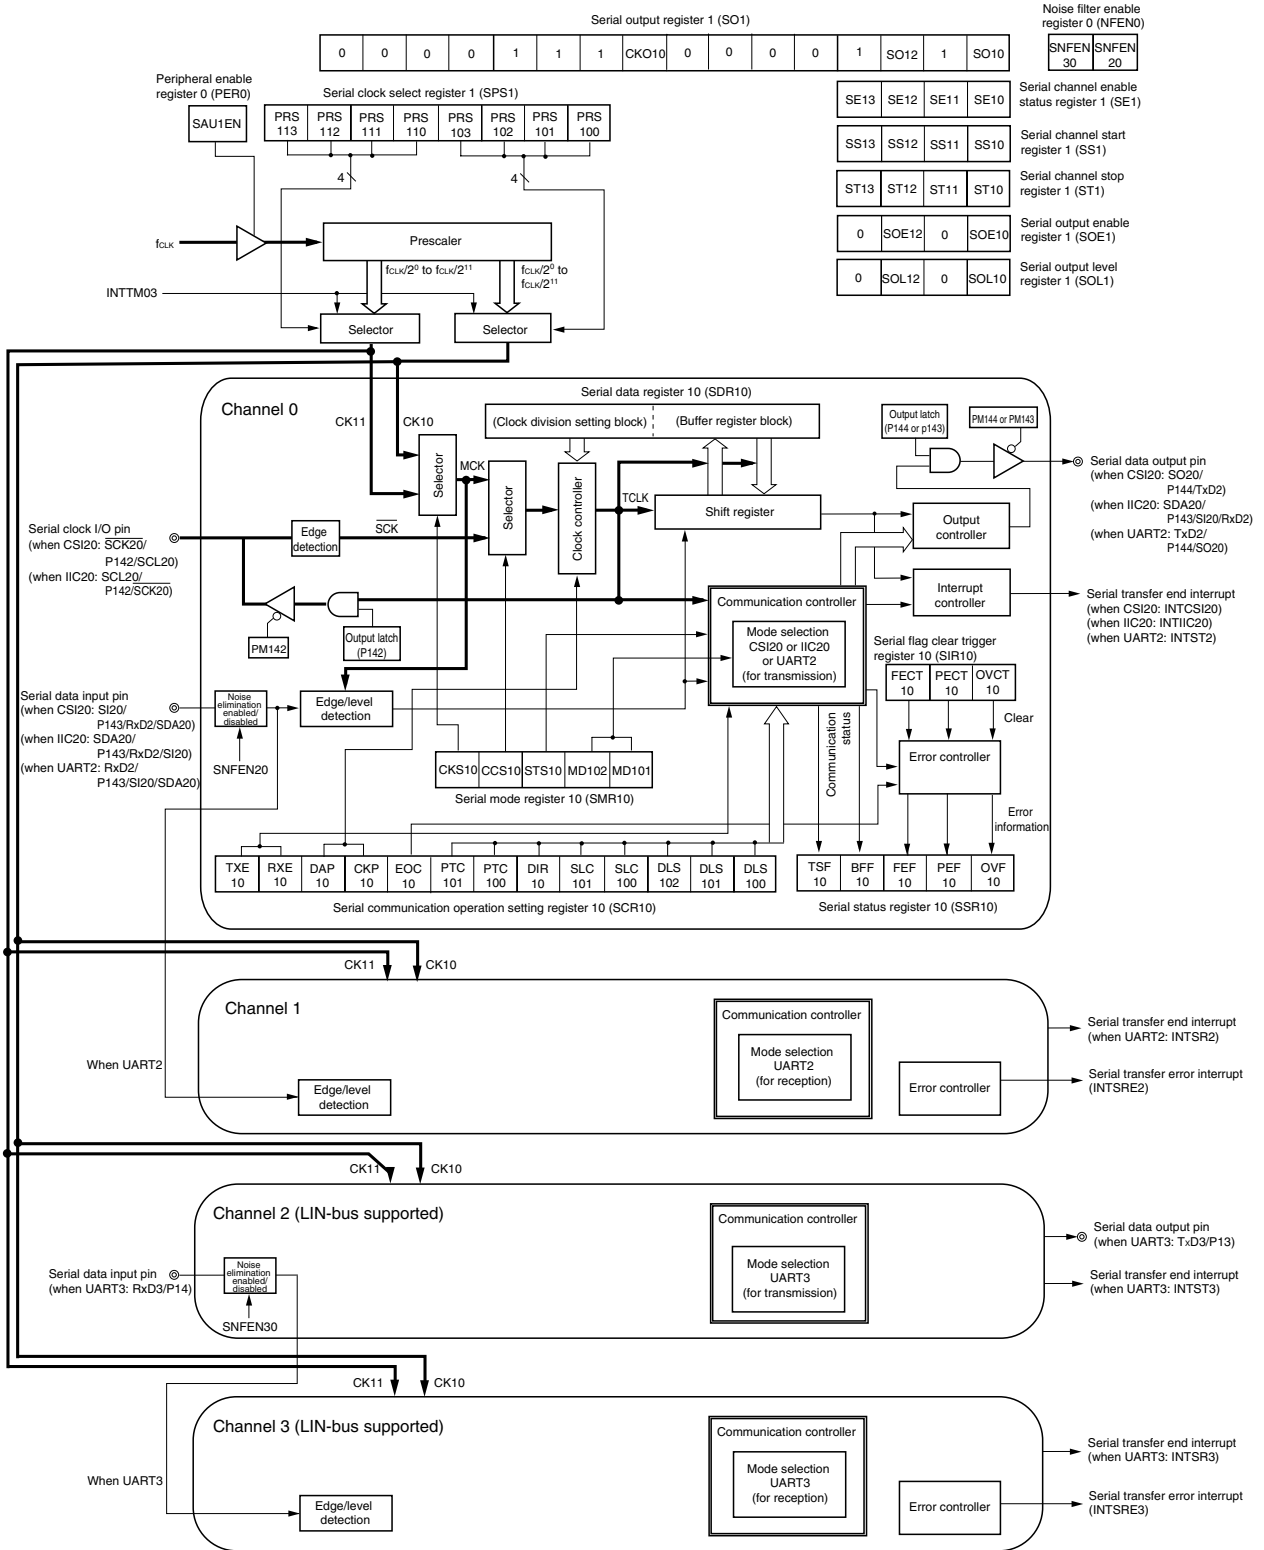 Serial output register 1 (SO1)
0 0 0 0 1 1 1 CKO10 0 0 0 0 1 SO12 1 SO10
Noise filter enable
register 0 (NFEN0)
SNFEN SNFEN
30 20
Peripheral enable
register 0 (PER0)
SAU1EN
Serial clock select register 1 (SPS1)
PRS PRS PRS PRS PRS PRS PRS PRS
113 112 111 110 103 102 101 100
4
4
SE13 SE12 SE11 SE10
Serial channel enable
status register 1 (SE1)
SS13 SS12 SS11 SS10
Serial channel start
register 1 (SS1)
ST13 ST12 ST11 ST10
Serial channel stop
register 1 (ST1)
0 SOE12 0 SOE10
Serial output enable
register 1 (SOE1)
0 SOL12 0 SOL10
Serial output level
register 1 (SOL1)
fCLK
Prescaler
fCLK/2⁰ to fCLK/2¹¹
fCLK/2⁰ to
fCLK/2¹¹
INTTM03
Selector
Selector
Channel 0
CK11
CK10
Serial data register 10 (SDR10)
(Clock division setting block)
(Buffer register block)
Selector
MCK
Selector
Clock controller
TCLK
Shift register
Output latch
(P144 or p143)
PM144 or PM143
Serial data output pin
(when CSI20: SO20/
P144/TxD2)
(when IIC20: SDA20/
P143/SI20/RxD2)
(when UART2: TxD2/
P144/SO20)
Output
controller
Serial clock I/O pin
(when CSI20: SCK20/
P142/SCL20)
(when IIC20: SCL20/
P142/SCK20)
Edge
detection
SCK
PM142
Output latch
(P142)
Communication controller
Mode selection
CSI20 or IIC20
or UART2
(for transmission)
Interrupt
controller
Serial transfer end interrupt
(when CSI20: INTCSI20)
(when IIC20: INTIIC20)
(when UART2: INTST2)
Serial flag clear trigger
register 10 (SIR10)
FECT PECT OVCT
10 10 10
Clear
Serial data input pin
(when CSI20: SI20/
P143/RxD2/SDA20)
(when IIC20: SDA20/
P143/RxD2/SI20)
(when UART2: RxD2/
P143/SI20/SDA20)
Noise
elimination
enabled/
disabled
SNFEN20
Edge/level
detection
CKS10 CCS10 STS10 MD102 MD101
Serial mode register 10 (SMR10)
Communication
status
Error controller
Error
information
TXE RXE DAP CKP EOC PTC PTC DIR SLC SLC DLS DLS DLS
10 10 10 10 10 101 100 10 101 100 102 101 100
Serial communication operation setting register 10 (SCR10)
TSF BFF FEF PEF OVF
10 10 10 10 10
Serial status register 10 (SSR10)
CK11
CK10
Channel 1
When UART2
Edge/level
detection
Communication controller
Mode selection
UART2
(for reception)
Error controller
Serial transfer end interrupt
(when UART2: INTSR2)
Serial transfer error interrupt
(INTSRE2)
CK11
CK10
Channel 2 (LIN-bus supported)
Serial data input pin
(when UART3: RxD3/P14)
Noise
elimination
enabled/
disabled
SNFEN30
Communication controller
Mode selection
UART3
(for transmission)
Serial data output pin
(when UART3: TxD3/P13)
Serial transfer end interrupt
(when UART3: INTST3)
CK11
CK10
Channel 3 (LIN-bus supported)
When UART3
Edge/level
detection
Communication controller
Mode selection
UART3
(for reception)
Error controller
Serial transfer end interrupt
(when UART3: INTSR3)
Serial transfer error interrupt
(INTSRE3)